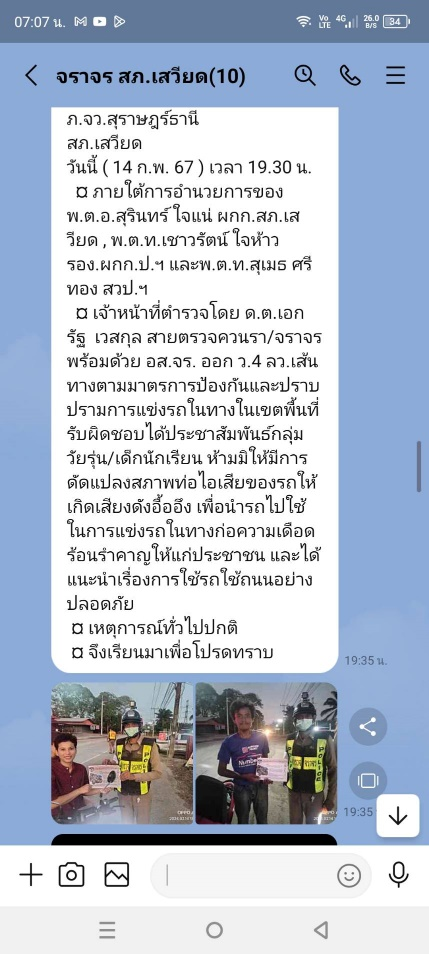 07:07 น.
Vo LTE 4G 26.0 B/S 34
จราจร สภ.เสวียด(10)
ภ.จว.สุราษฎร์ธานี
สภ.เสวียด
วันนี้ ( 14 ก.พ. 67 ) เวลา 19.30 น.
¤ ภายใต้การอำนวยการของ
พ.ต.อ.สุรินทร์ ใจแน่ ผกก.สภ.เส
วียด , พ.ต.ท.เชาวรัตน์ ใจห้าว
รอง.ผกก.ป.ฯ และพ.ต.ท.สุเมธ ศรี
ทอง สวป.ฯ
¤ เจ้าหน้าที่ตำรวจโดย ด.ต.เอก
รัฐ เวสกุล สายตรวจควนรา/จราจร
พร้อมด้วย อส.จร. ออก ว.4 ลว.เส้น
ทางตามมาตรการป้องกันและปราบ
ปรามการแข่งรถในทางในเขตพื้นที่
รับผิดชอบได้ประชาสัมพันธ์กลุ่ม
วัยรุ่น/เด็กนักเรียน ห้ามมิให้มีการ
ดัดแปลงสภาพท่อไอเสียของรถให้
เกิดเสียงดังอื้ออึง เพื่อนำรถไปใช้
ในการแข่งรถในทางก่อความเดือด
ร้อนรำคาญให้แก่ประชาชน และได้
แนะนำเรื่องการใช้รถใช้ถนนอย่าง
ปลอดภัย
¤ เหตุการณ์ทั่วไปปกติ
¤ จึงเรียนมาเพื่อโปรดทราบ
19:35 น.
POLICE
19:35